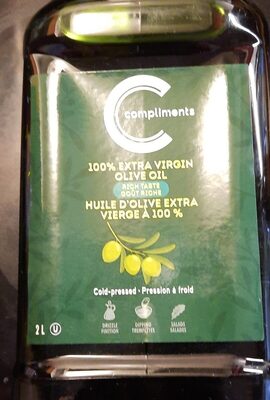 compliments
100% EXTRA VIRGIN
OLIVE OIL
RICH TASTE
GOÛT RICHE
HUILE D'OLIVE EXTRA
VIERGE À 100 %
Cold-pressed • Pression à froid
2 L U
DRIZZLE
FINITION
DIPPING
TREMPETTES
SALADS
SALADES